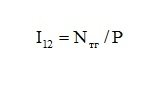 I₁₂ = Nтг / P